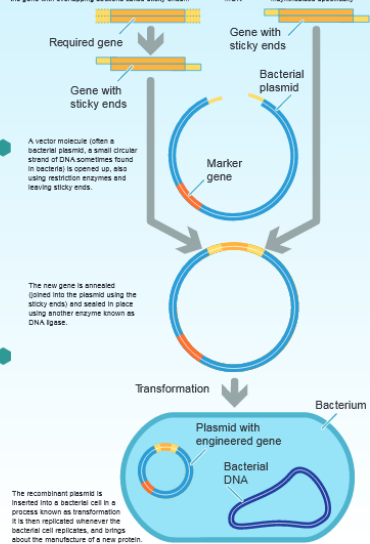 Required gene
Gene with
sticky ends
Gene with
sticky ends
Bacterial
plasmid
A vector molecule (often a
bacterial plasmid, a small circular
strand of DNA sometimes found
in bacteria) is opened up, also
using restriction enzymes and
leaving sticky ends.
Marker
gene
The new gene is annealed
(joined into the plasmid using the
sticky ends) and sealed in place
using another enzyme known as
DNA ligase.
Transformation
Bacterium
Plasmid with
engineered gene
Bacterial
DNA
The recombinant plasmid is
inserted into a bacterial cell in a
process known as transformation
It is then replicated whenever the
bacterial cell replicates, and brings
about the manufacture of a new protein.